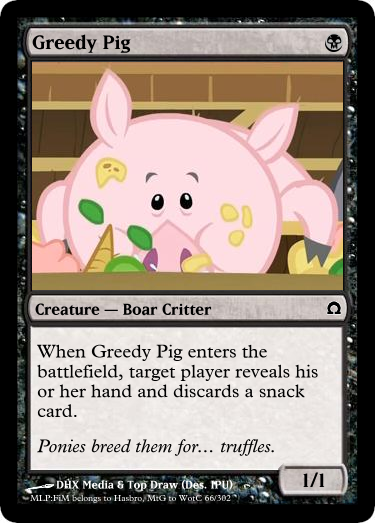 Greedy Pig
Creature — Boar Critter
When Greedy Pig enters the
battlefield, target player reveals his
or her hand and discards a snack
card.
Ponies breed them for… truffles.
DHX Media & Top Draw (Des. IPU)
1/1
MLP:FiM belongs to Hasbro, MtG to WotC 66/302